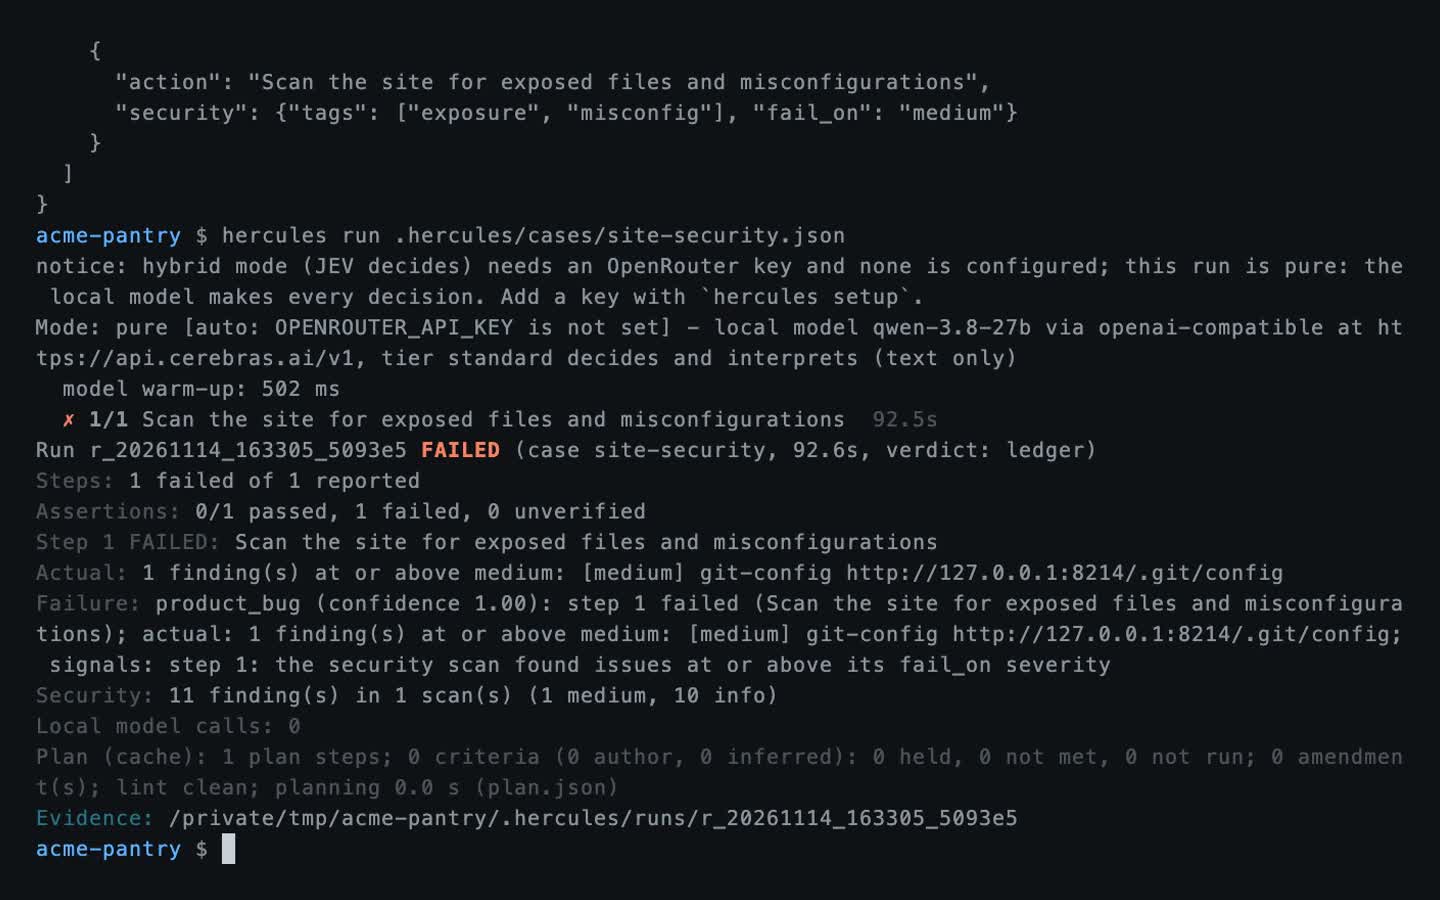 {
"action": "Scan the site for exposed files and misconfigurations",
"security": {"tags": ["exposure", "misconfig"], "fail_on": "medium"}
}
]
}
acme-pantry $ hercules run .hercules/cases/site-security.json
notice: hybrid mode (JEV decides) needs an OpenRouter key and none is configured; this run is pure: the
local model makes every decision. Add a key with `hercules setup`.
Mode: pure [auto: OPENROUTER_API_KEY is not set] – local model qwen-3.8-27b via openai-compatible at ht
tps://api.cerebras.ai/v1, tier standard decides and interprets (text only)
model warm-up: 502 ms
✗ 1/1 Scan the site for exposed files and misconfigurations 92.5s
Run r_20261114_163305_5093e5 FAILED (case site-security, 92.6s, verdict: ledger)
Steps: 1 failed of 1 reported
Assertions: 0/1 passed, 1 failed, 0 unverified
Step 1 FAILED: Scan the site for exposed files and misconfigurations
Actual: 1 finding(s) at or above medium: [medium] git-config http://127.0.0.1:8214/.git/config
Failure: product_bug (confidence 1.00): step 1 failed (Scan the site for exposed files and misconfigura
tions); actual: 1 finding(s) at or above medium: [medium] git-config http://127.0.0.1:8214/.git/config;
signals: step 1: the security scan found issues at or above its fail_on severity
Security: 11 finding(s) in 1 scan(s) (1 medium, 10 info)
Local model calls: 0
Plan (cache): 1 plan steps; 0 criteria (0 author, 0 inferred): 0 held, 0 not met, 0 not run; 0 amendmen
t(s); lint clean; planning 0.0 s (plan.json)
Evidence: /private/tmp/acme-pantry/.hercules/runs/r_20261114_163305_5093e5
acme-pantry $